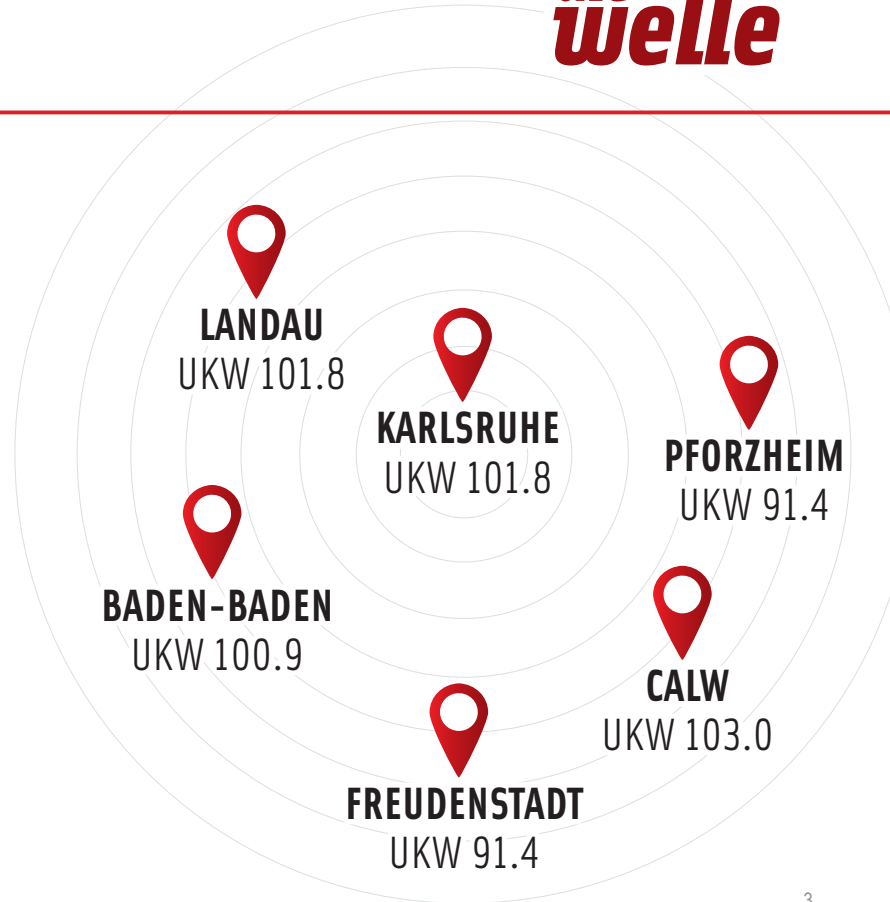 welle
LANDAU
UKW 101.8
KARLSRUHE
UKW 101.8
PFORZHEIM
UKW 91.4
BADEN-BADEN
UKW 100.9
CALW
UKW 103.0
FREUDENSTADT
UKW 91.4
3